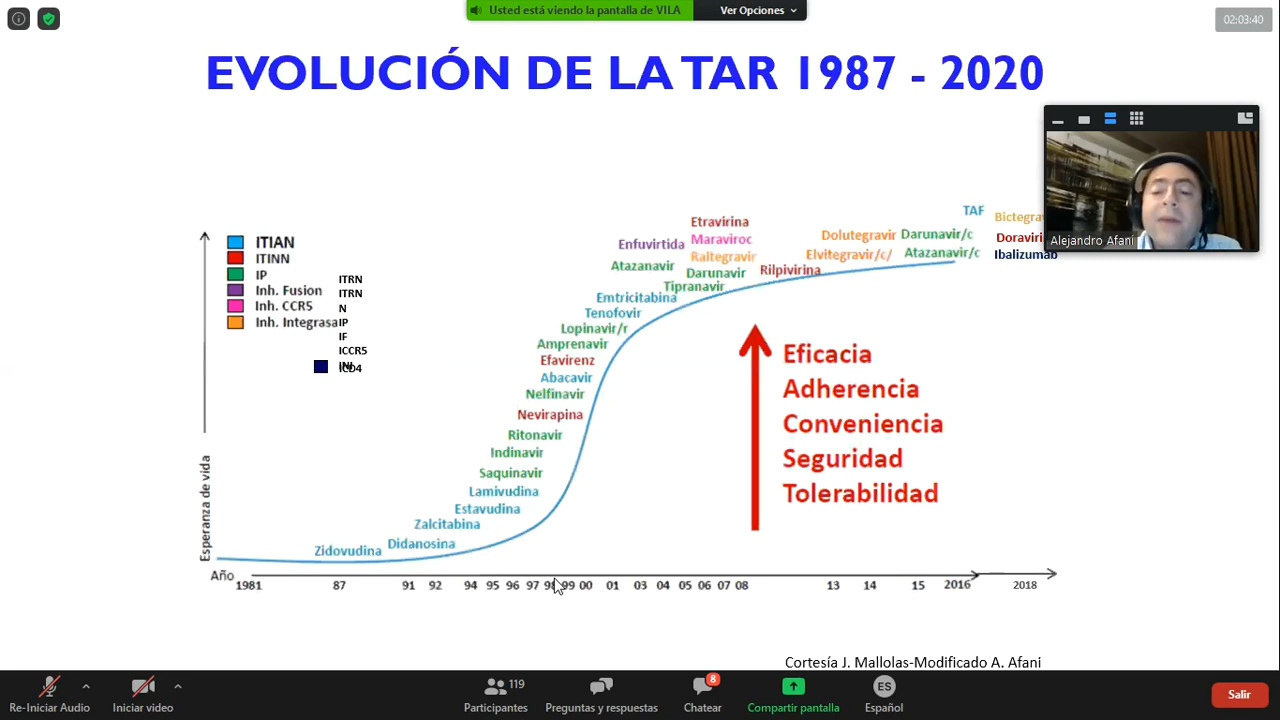 Usted está viendo la pantalla de VILA
Ver Opciones
02:03:40
EVOLUCIÓN DE LA TAR 1987 - 2020
Alejandro Afani
ITIAN
ITINN
IP
Inh. Fusion
Inh. CCR5
Inh. Integrasa
ITRN
ITRN
N
IP
IF
ICCR5
INI
ICD4
Esperanza de vida
Zidovudina
Didanosina
Zalcitabina
Estavudina
Lamivudina
Saquinavir
Indinavir
Ritonavir
Nevirapina
Nelfinavir
Abacavir
Efavirenz
Amprenavir
Lopinavir/r
Tenofovir
Emtricitabina
Atazanavir
Enfuvirtida
Etravirina
Maraviroc
Raltegravir
Darunavir
Tipranavir
Rilpivirina
Dolutegravir
Elvitegravir/c/
TAF
Darunavir/c
Atazanavir/c
Bictegrav
Doraviri
Ibalizumab
Eficacia
Adherencia
Conveniencia
Seguridad
Tolerabilidad
Año 1981 87 91 92 94 95 96 97 98 99 00 01 03 04 05 06 07 08 13 14 15 2016 2018
Cortesía J. Mallolas-Modificado A. Afani
Re-Iniciar Audio
Iniciar video
119
Participantes
Preguntas y respuestas
8
Chatear
Compartir pantalla
ES
Español
Salir